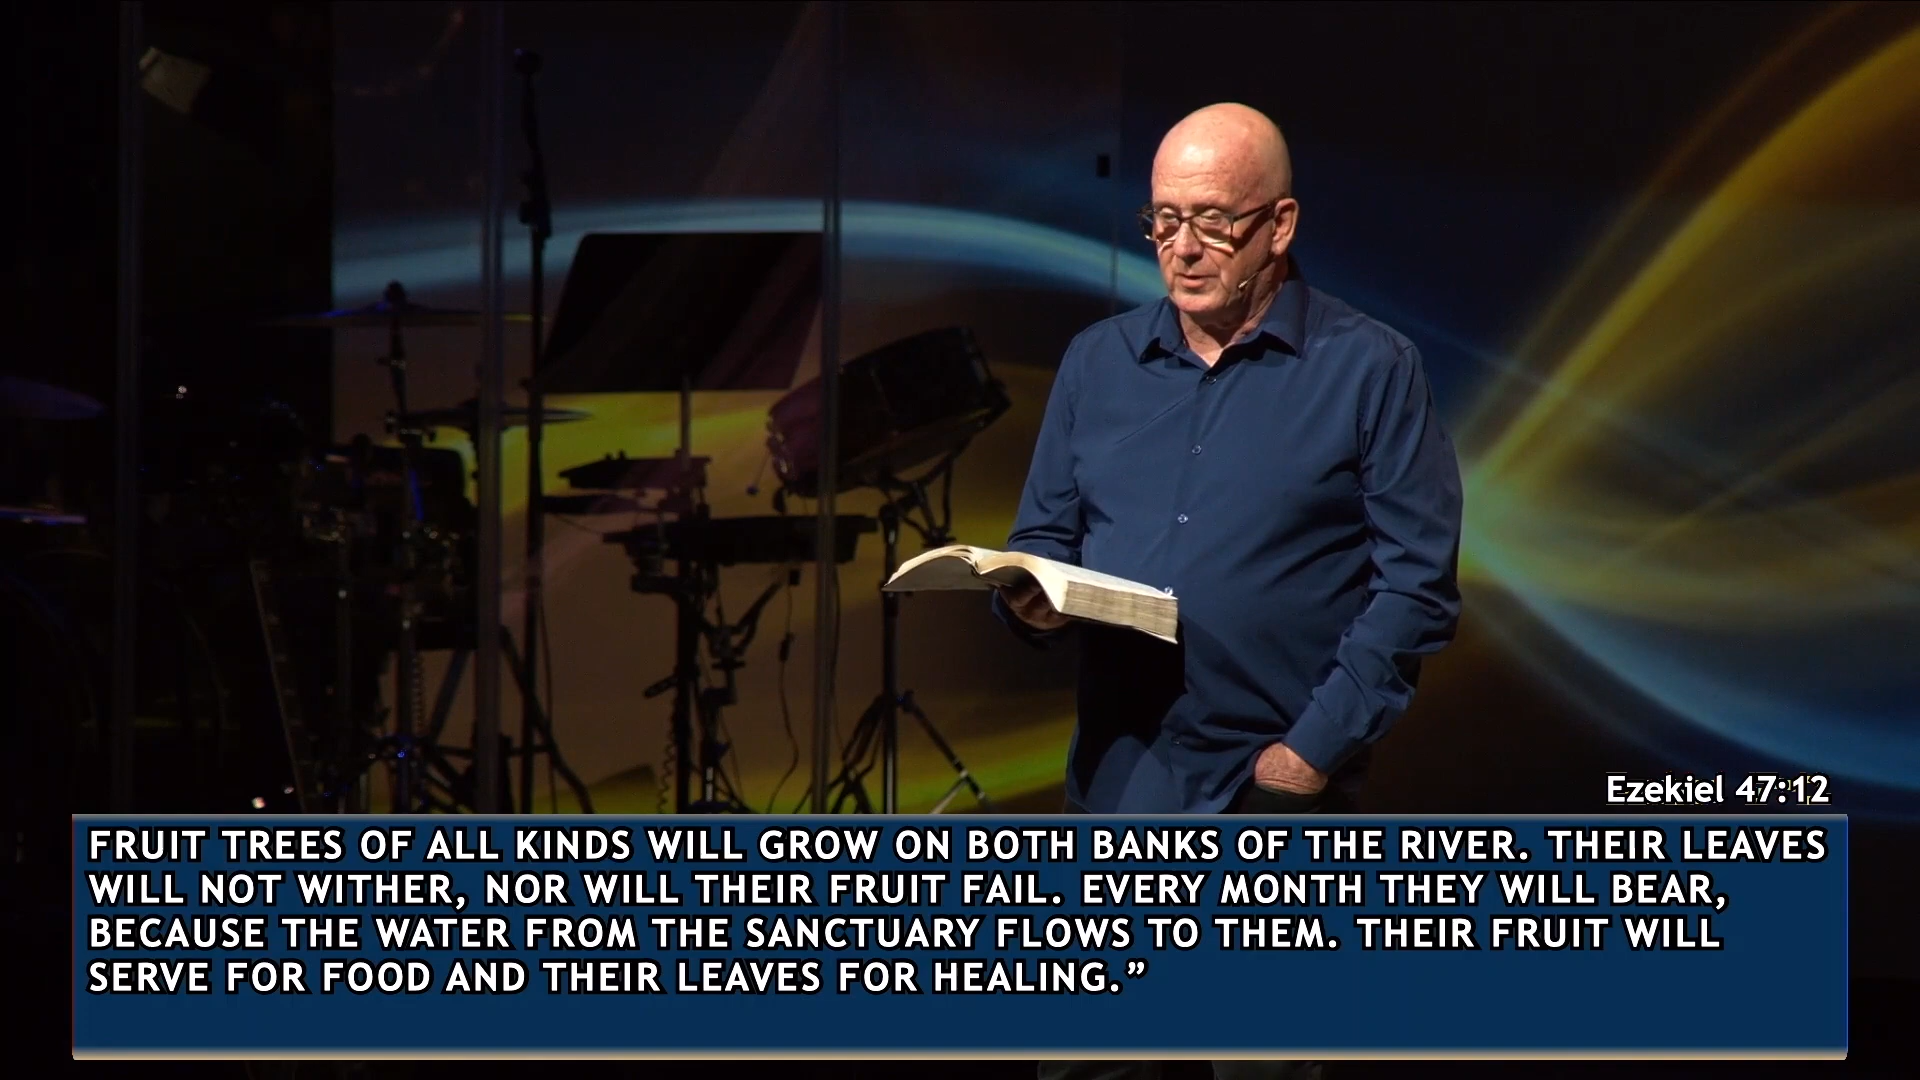 Ezekiel 47:12
FRUIT TREES OF ALL KINDS WILL GROW ON BOTH BANKS OF THE RIVER. THEIR LEAVES
WILL NOT WITHER, NOR WILL THEIR FRUIT FAIL. EVERY MONTH THEY WILL BEAR,
BECAUSE THE WATER FROM THE SANCTUARY FLOWS TO THEM. THEIR FRUIT WILL
SERVE FOR FOOD AND THEIR LEAVES FOR HEALING.”